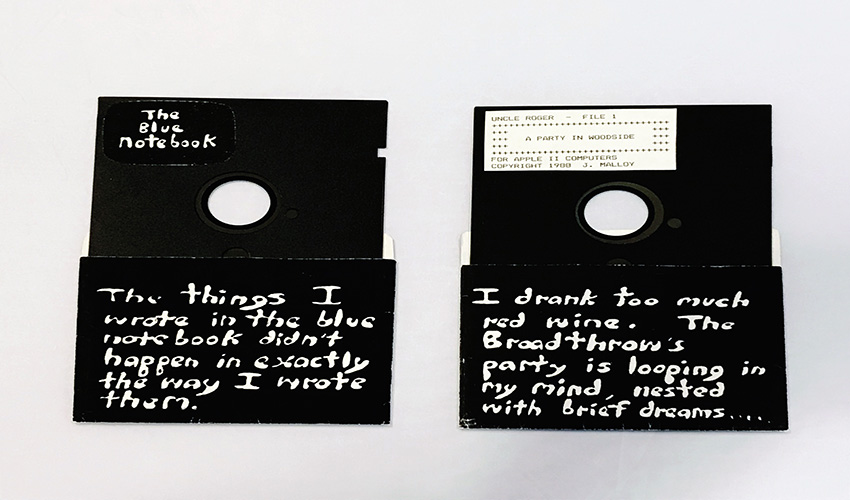 The
Blue
notebook
The things I
wrote in the blue
notebook didn't
happen in exactly
the way I wrote
them.
UNCLE ROGER - FILE 1
A PARTY IN WOODSIDE
FOR APPLE II COMPUTERS
COPYRIGHT 1988 J. MALLOY
I drank too much
red wine. The
Broadthrow's
party is looping in
my mind, nested
with brief dreams....